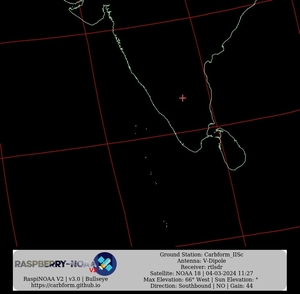 RASPBERRY-NOAA
V2
RaspiNOAA V2 | v3.0 | Bullseye
https://carbform.github.io
Ground Station: Carbform_IISc
Antenna: V-Dipole
Receiver: rtlsdr
Satellite: NOAA 18 | 04-03-2024 11:27
Max Elevation: 66° West | Sun Elevation: °
Direction: Southbound | NO | Gain: 44